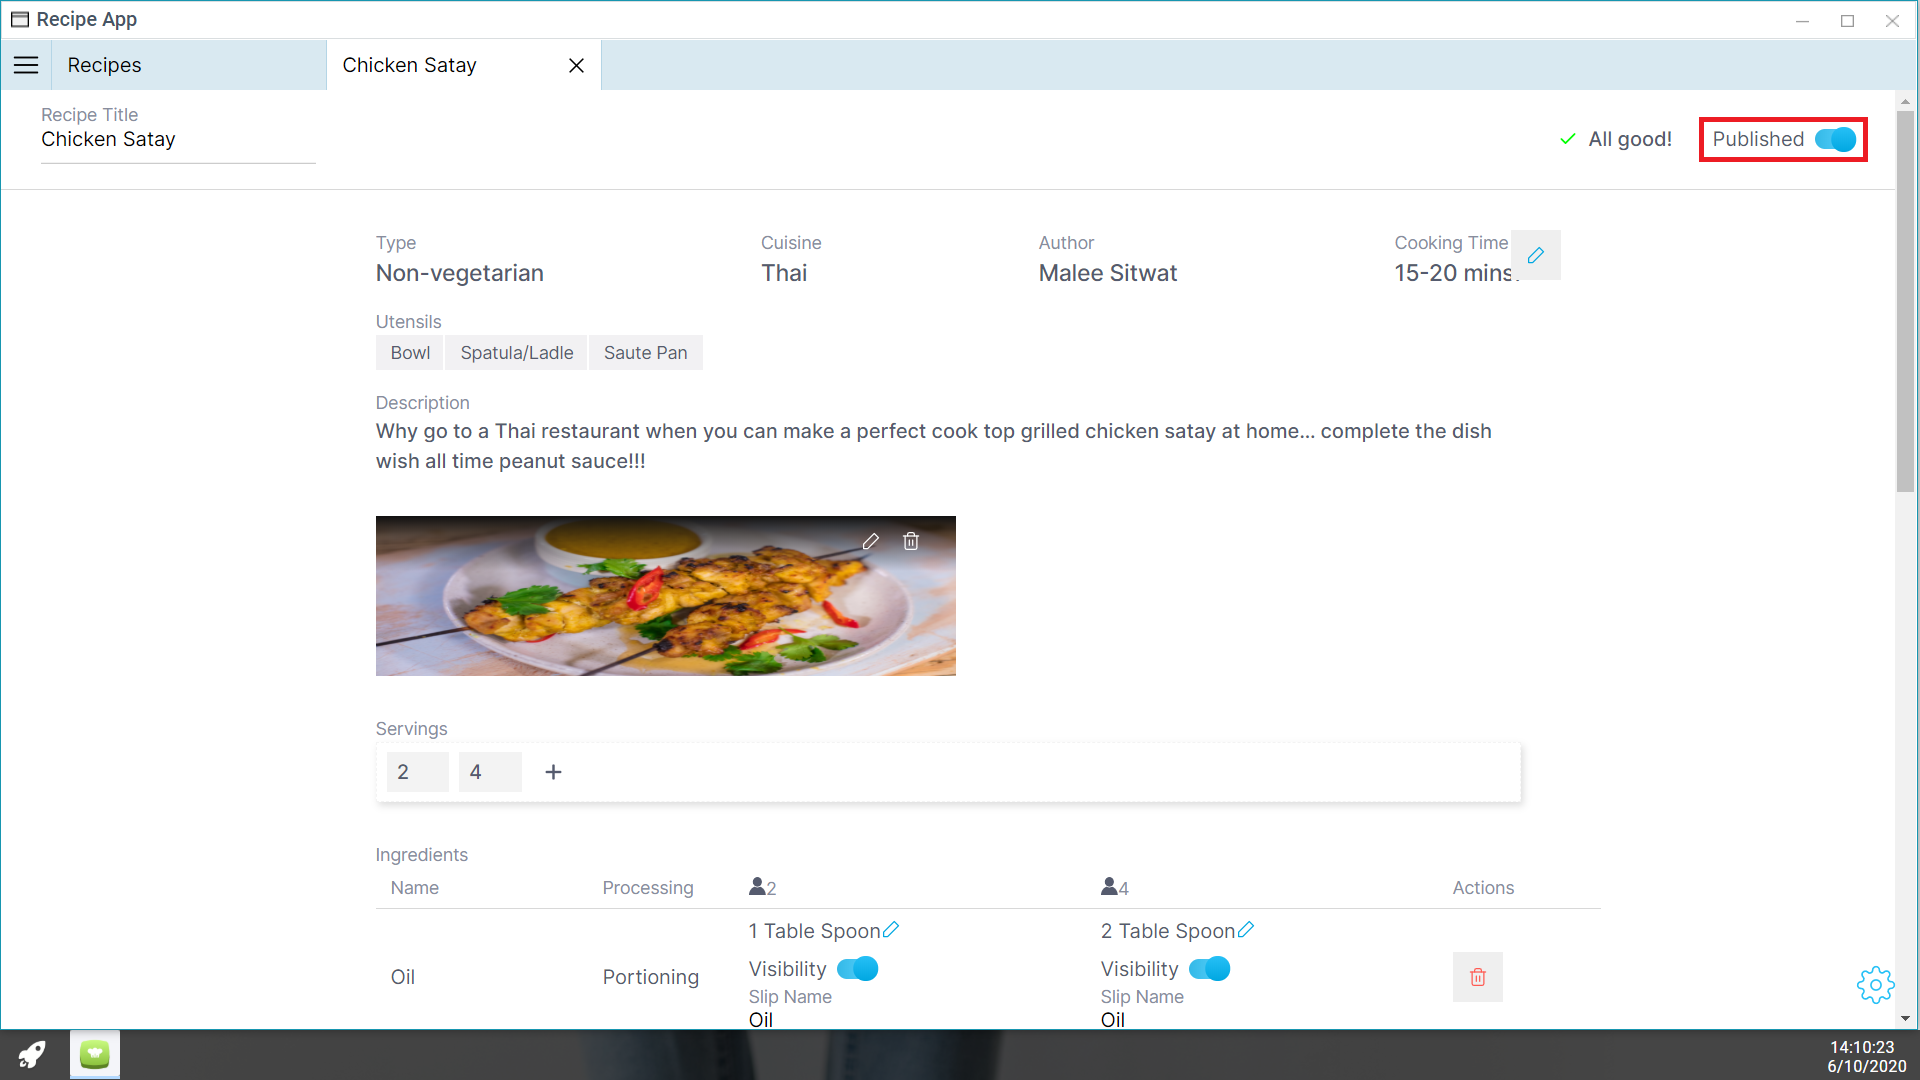 Recipe App
Recipes
Chicken Satay
Recipe Title
Chicken Satay
All good!
Published
Type
Cuisine
Author
Cooking Time
Non-vegetarian
Thai
Malee Sitwat
15-20 mins.
Utensils
Bowl
Spatula/Ladle
Saute Pan
Description
Why go to a Thai restaurant when you can make a perfect cook top grilled chicken satay at home... complete the dish
wish all time peanut sauce!!!
Servings
2
4
Ingredients
Name
Processing
2
4
Actions
1 Table Spoon
2 Table Spoon
Visibility
Visibility
Oil
Portioning
Slip Name
Slip Name
Oil
Oil
14:10:23
6/10/2020